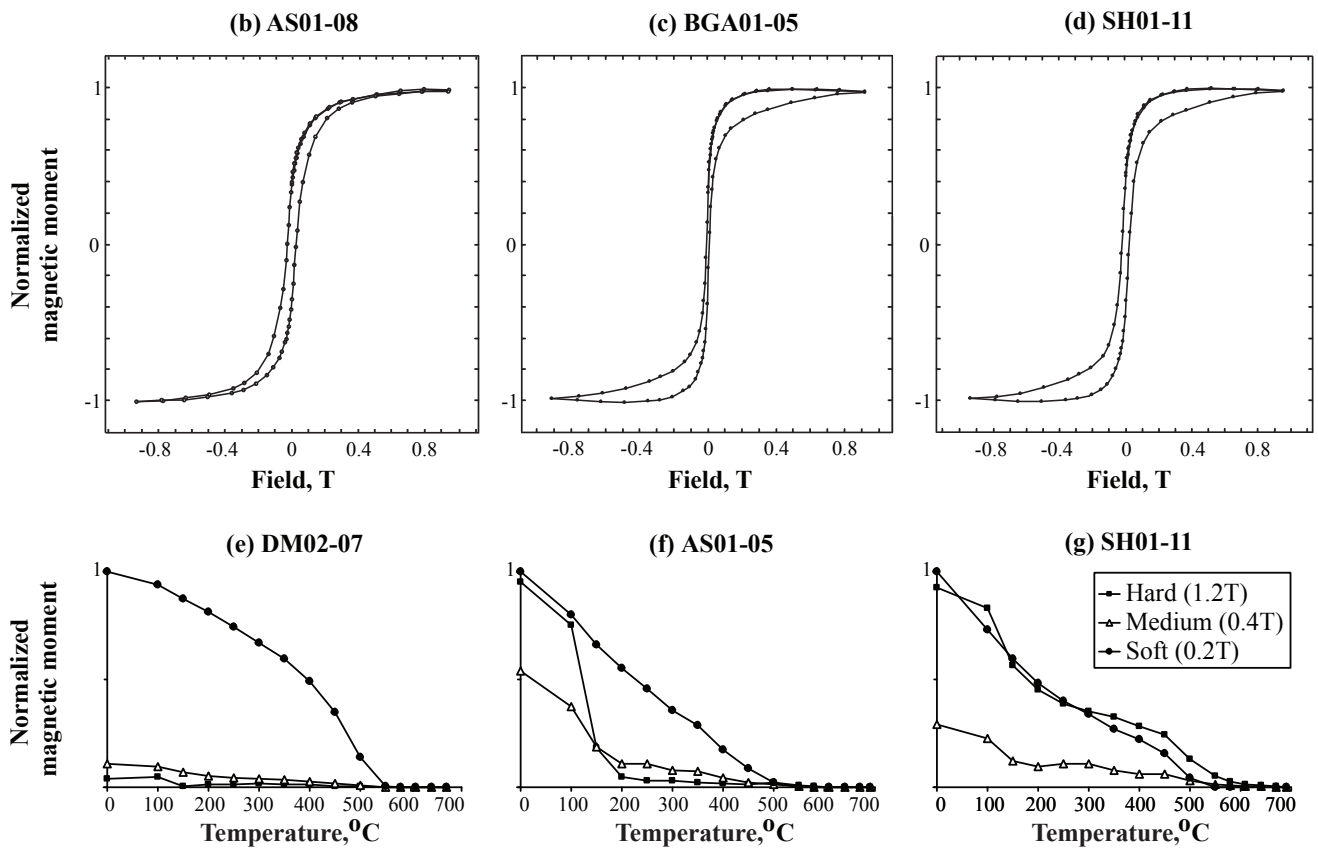 (b) AS01-08
(c) BGA01-05
(d) SH01-11
Normalized
magnetic moment
1
0
-1
1
0
-1
1
0
-1
-0.8 -0.4 0 0.4 0.8
-0.8 -0.4 0 0.4 0.8
-0.8 -0.4 0 0.4 0.8
Field, T
Field, T
Field, T
(e) DM02-07
(f) AS01-05
(g) SH01-11
Normalized
magnetic moment
1
1
1
Hard (1.2T)
Medium (0.4T)
Soft (0.2T)
0 100 200 300 400 500 600 700
0 100 200 300 400 500 600 700
0 100 200 300 400 500 600 700
Temperature,°C
Temperature,°C
Temperature,°C